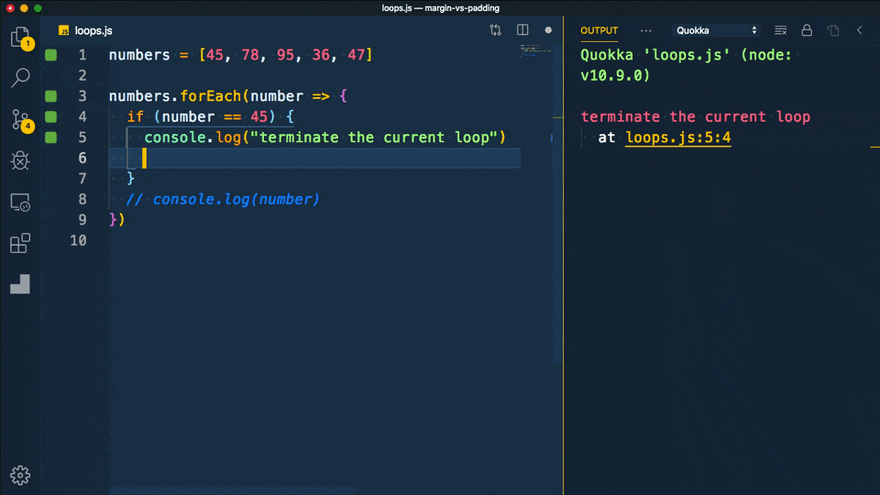 loops.js — margin-vs-padding
loops.js
OUTPUT ··· Quokka
1 numbers = [45, 78, 95, 36, 47]
2
3 numbers.forEach(number => {
4 if (number == 45) {
5 console.log("terminate the current loop")
6
7 }
8 // console.log(number)
9 })
10
Quokka 'loops.js' (node:
v10.9.0)
terminate the current loop
at loops.js:5:4
JS
1
4